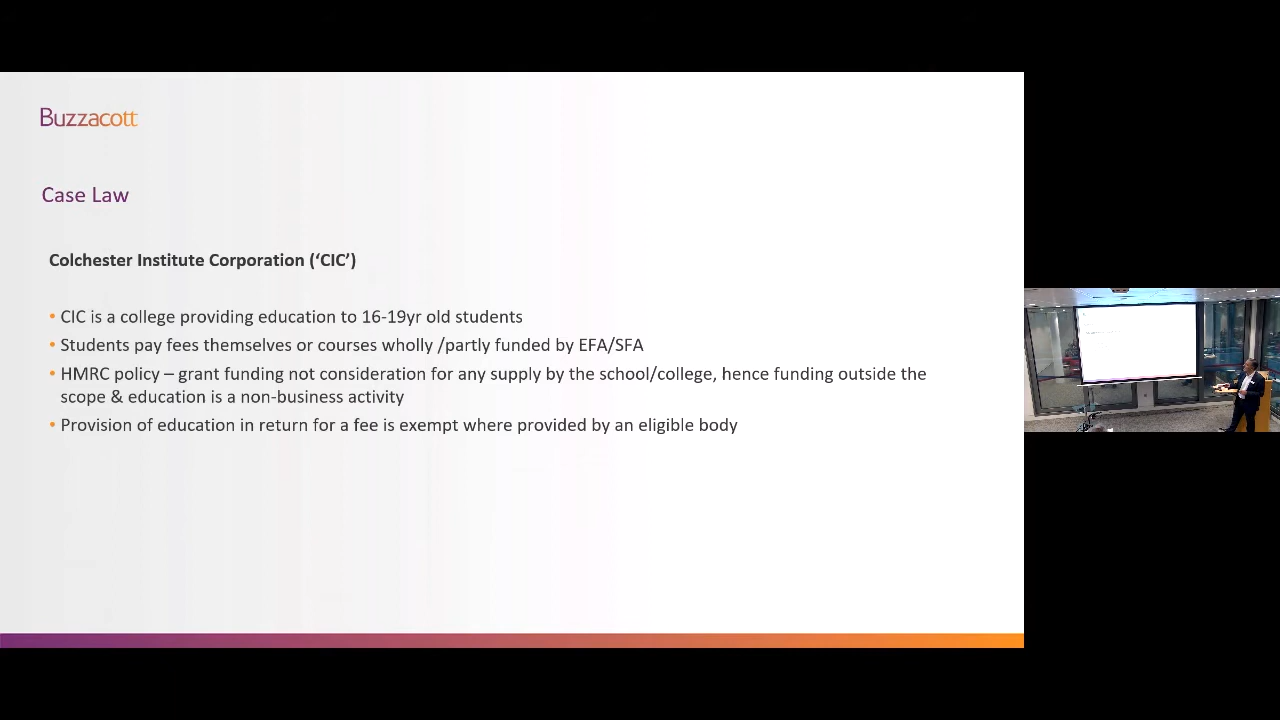 Buzzacott
Case Law
Colchester Institute Corporation (‘CIC’)
• CIC is a college providing education to 16-19yr old students
• Students pay fees themselves or courses wholly /partly funded by EFA/SFA
• HMRC policy – grant funding not consideration for any supply by the school/college, hence funding outside the
scope & education is a non-business activity
• Provision of education in return for a fee is exempt where provided by an eligible body